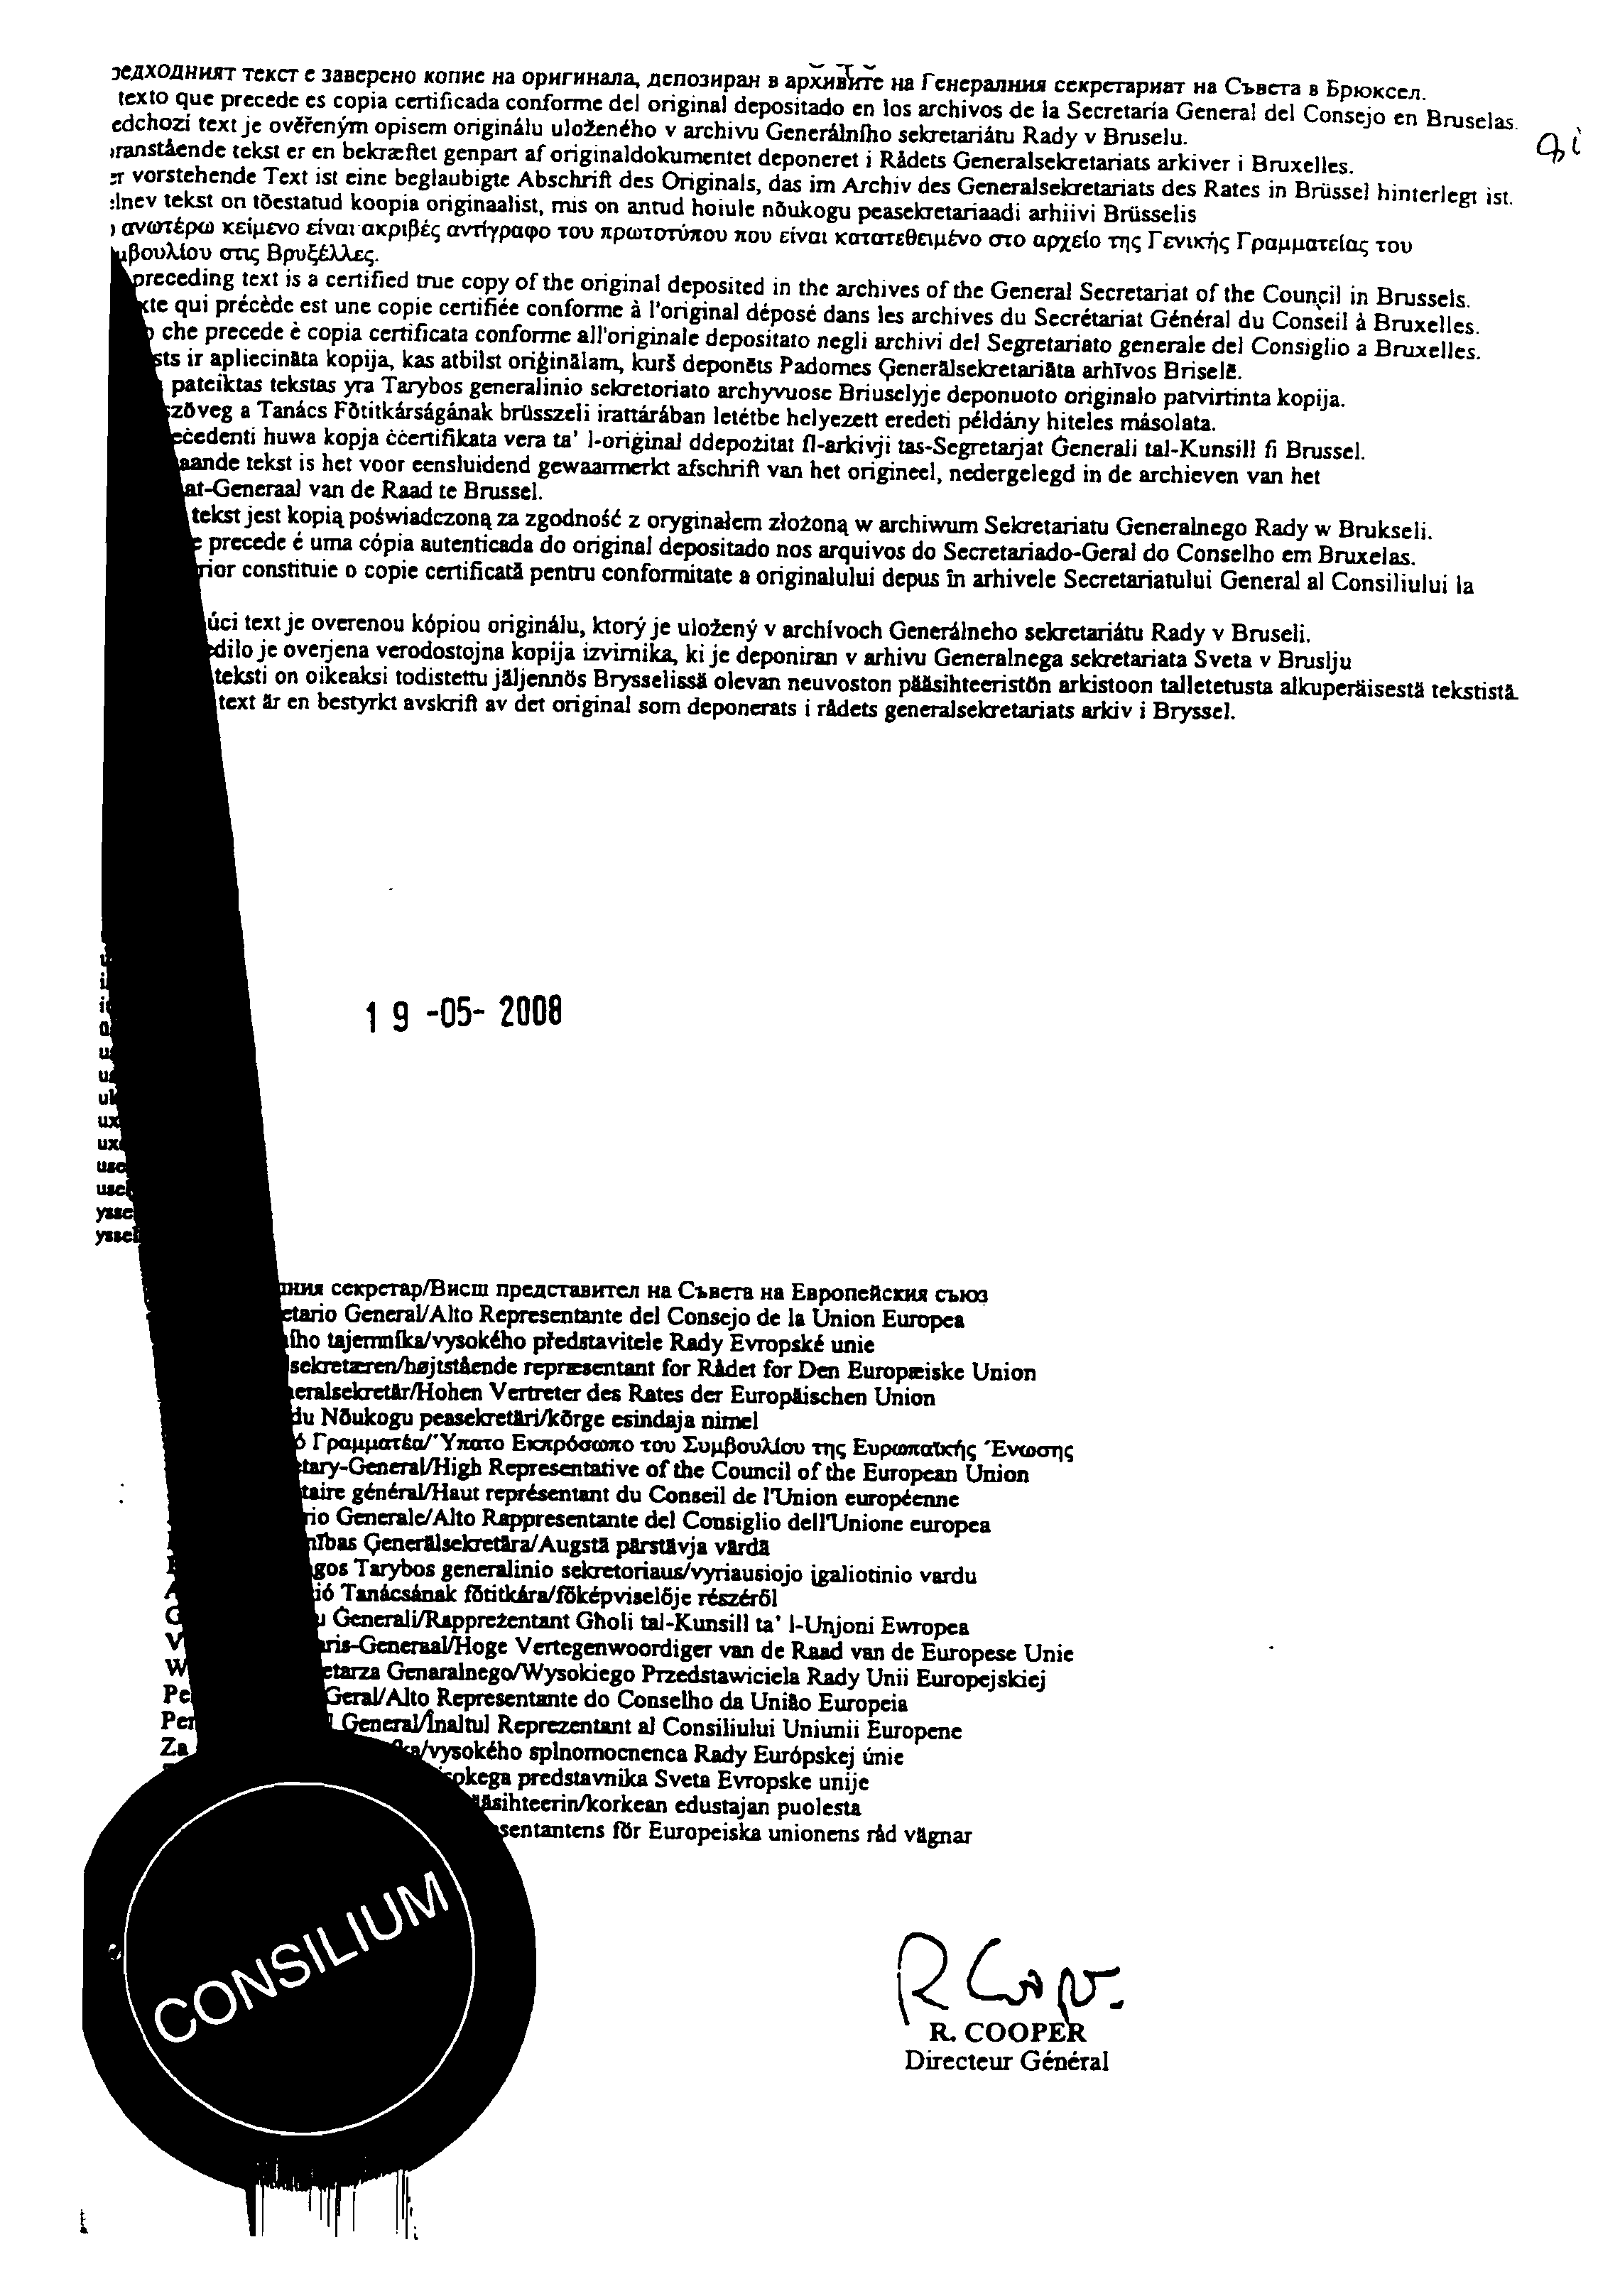 едходният текст е заверено копие на оригинала, депозиран в архивите на Генералния секретариат на Съвета в Брюксел.
texto que precede es copia certificada conforme del original depositado en los archivos de la Secretaría General del Consejo en Bruselas.
edchozí text je ověřeným opisem originálu uloženého v archivu Generálního sekretariátu Rady v Bruselu.
ranstående tekst er en bekræftet genpart af originaldokumentet deponeret i Rådets Generalsekretariats arkiver i Bruxelles.
er vorstehende Text ist eine beglaubigte Abschrift des Originals, das im Archiv des Generalsekretariats des Rates in Brüssel hinterlegt ist.
elnev tekst on tõestatud koopia originaalist, mis on antud hoiule nõukogu peasekretariaadi arhiivi Brüsselis
ανωτέρω κείμενο είναι ακριβές αντίγραφο του πρωτοτύπου που είναι κατατεθειμένο στο αρχείο της Γενικής Γραμματείας του
μβουλίου στις Βρυξέλλες.
preceding text is a certified true copy of the original deposited in the archives of the General Secretariat of the Council in Brussels.
xte qui précède est une copie certifiée conforme à l'original déposé dans les archives du Secrétariat Général du Conseil à Bruxelles.
o che precede è copia certificata conforme all'originale depositato negli archivi del Segretariato generale del Consiglio a Bruxelles.
sts ir apliecināta kopija, kas atbilst oriģinālam, kurš deponēts Padomes Ģenerālsekretariāta arhīvos Briselē.
pateiktas tekstas yra Tarybos generalinio sekretoriato archyvuose Briuselyje deponuoto originalo patvirtinta kopija.
zöveg a Tanács Főtitkárságának brüsszeli irattárában letétbe helyezett eredeti példány hiteles másolata.
eċedenti huwa kopja ċċertifikata vera ta' l-oriġinal ddepożitat fl-arkivji tas-Segretarjat Ġenerali tal-Kunsill fi Brussel.
aande tekst is het voor eensluidend gewaarmerkt afschrift van het origineel, nedergelegd in de archieven van het
at-Generaal van de Raad te Brussel.
tekst jest kopią poświadczoną za zgodność z oryginałem złożoną w archiwum Sekretariatu Generalnego Rady w Brukseli.
e precede é uma cópia autenticada do original depositado nos arquivos do Secretariado-Geral do Conselho em Bruxelas.
rior constituie o copie certificată pentru conformitate a originalului depus în arhivele Secretariatului General al Consiliului la
úci text je overenou kópiou originálu, ktorý je uložený v archívoch Generálneho sekretariátu Rady v Bruseli.
edilo je overjena verodostojna kopija izvirnika, ki je deponiran v arhivu Generalnega sekretariata Sveta v Bruslju
teksti on oikeaksi todistettu jäljennös Brysselissä olevan neuvoston pääsihteeristön arkistoon talletetusta alkuperäisestä tekstistä.
text är en bestyrkt avskrift av det original som deponerats i rådets generalsekretariats arkiv i Bryssel.
19 -05- 2008
ния секретар/Висш представител на Съвета на Европейския съюз
etario General/Alto Representante del Consejo de la Union Europea
ího tajemníka/vysokého představitele Rady Evropské unie
sekretæren/højtstående repræsentant for Rådet for Den Europæiske Union
neralsekretär/Hohen Vertreter des Rates der Europäischen Union
du Nõukogu peasekretäri/kõrge esindaja nimel
ό Γραμματέα/Ύπατο Εκπρόσωπο του Συμβουλίου της Ευρωπαϊκής Ένωσης
tary-General/High Representative of the Council of the European Union
taire général/Haut représentant du Conseil de l'Union européenne
rio Generale/Alto Rappresentante del Consiglio dell'Unione europea
nības Ģenerālsekretāra/Augstā pārstāvja vārdā
gos Tarybos generalinio sekretoriaus/vyriausiojo įgaliotinio vardu
ió Tanácsának főtitkára/főképviselője részéről
u Ġenerali/Rappreżentant Għoli tal-Kunsill ta' l-Unjoni Ewropea
V ris-Generaal/Hoge Vertegenwoordiger van de Raad van de Europese Unie
W etarza Genaralnego/Wysokiego Przedstawiciela Rady Unii Europejskiej
Pe Geral/Alto Representante do Conselho da União Europeia
Per General/Înaltul Reprezentant al Consiliului Uniunii Europene
Za ka/vysokého splnomocnenca Rady Európskej únie
sokega predstavnika Sveta Evropske unije
äsihteerin/korkean edustajan puolesta
sentantens för Europeiska unionens råd vägnar
CONSILIUM
R. COOPER
Directeur Général